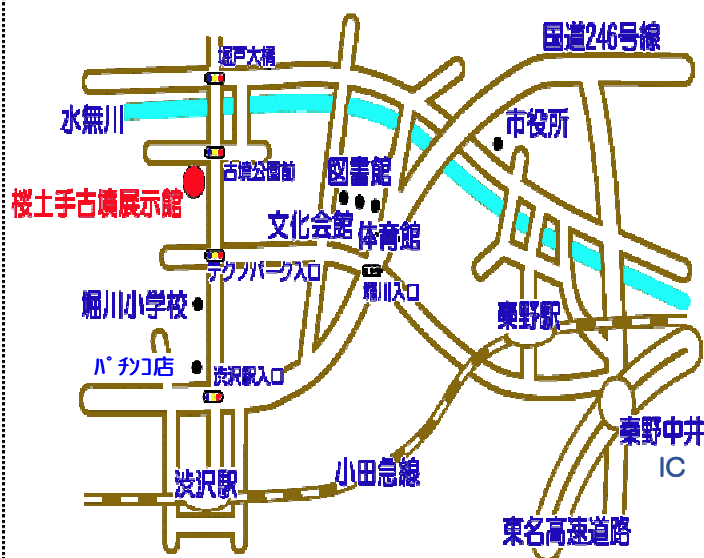 国道246号線
堀戸大橋
水無川
市役所
古墳公園前
図書館
桜土手古墳展示館
文化会館
体育館
テクノパーク入口
堀川入口
堀川小学校
秦野駅
パチンコ店
渋沢駅入口
秦野中井
IC
小田急線
渋沢駅
東名高速道路